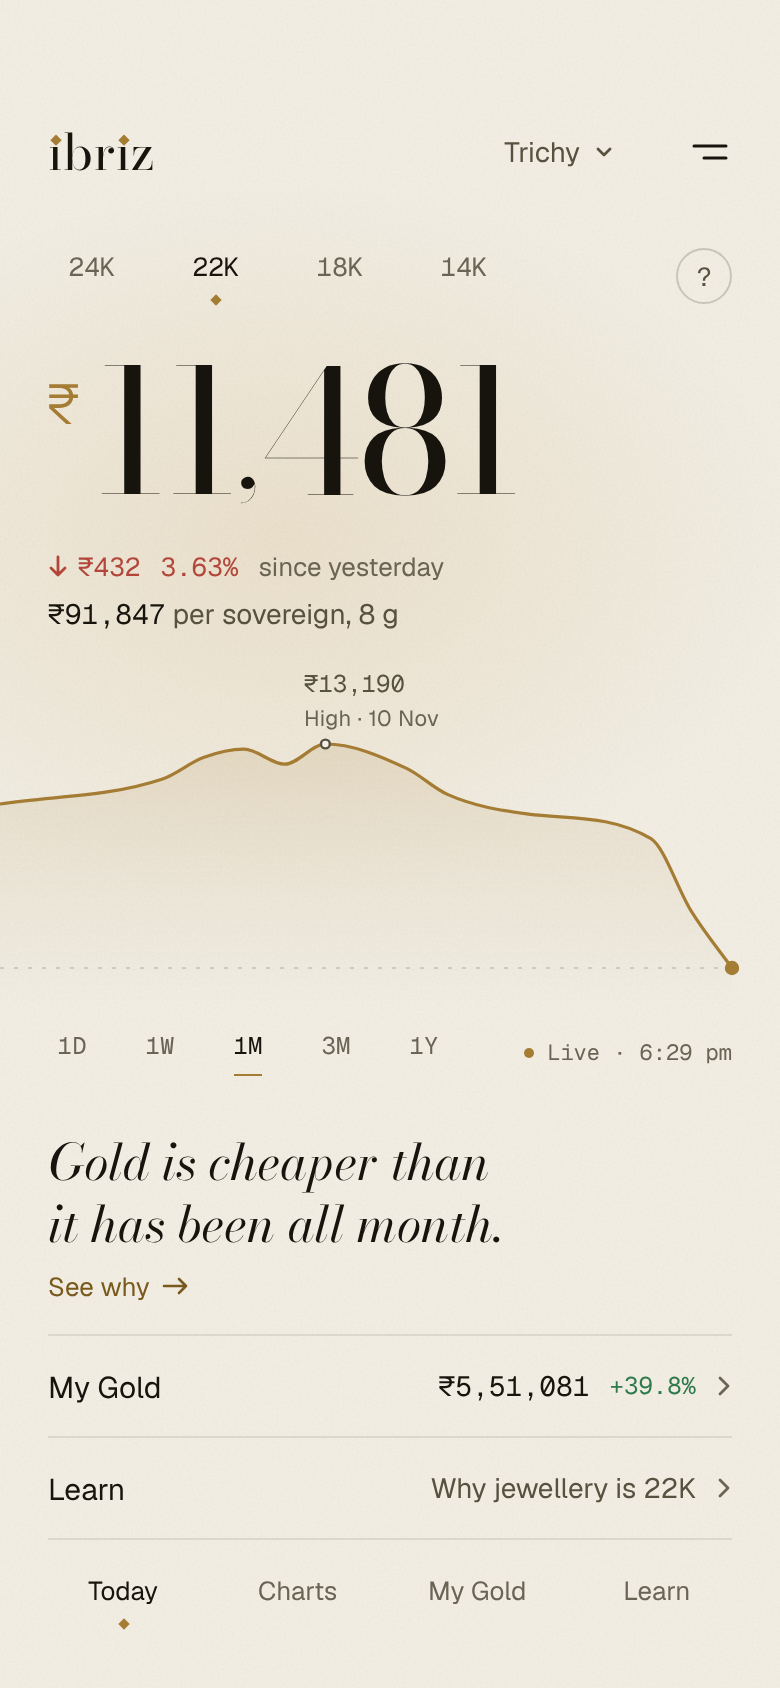 ibriz
Trichy
24K 22K 18K 14K ?
₹11,481
↓ ₹432 3.63% since yesterday
₹91,847 per sovereign, 8 g
₹13,190
High · 10 Nov
1D 1W 1M 3M 1Y
Live · 6:29 pm
Gold is cheaper than
it has been all month.
See why →
My Gold ₹5,51,081 +39.8%
Learn Why jewellery is 22K
Today Charts My Gold Learn